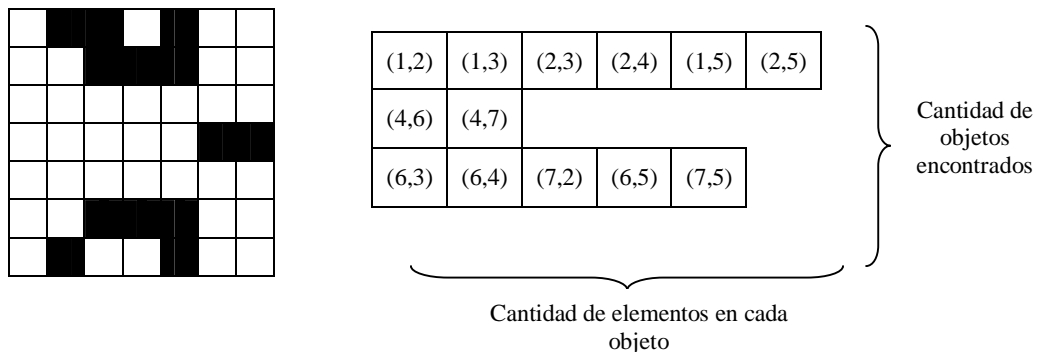 (1,2) (1,3) (2,3) (2,4) (1,5) (2,5)
(4,6) (4,7)
(6,3) (6,4) (7,2) (6,5) (7,5)
Cantidad de
objetos
encontrados
Cantidad de elementos en cada
objeto